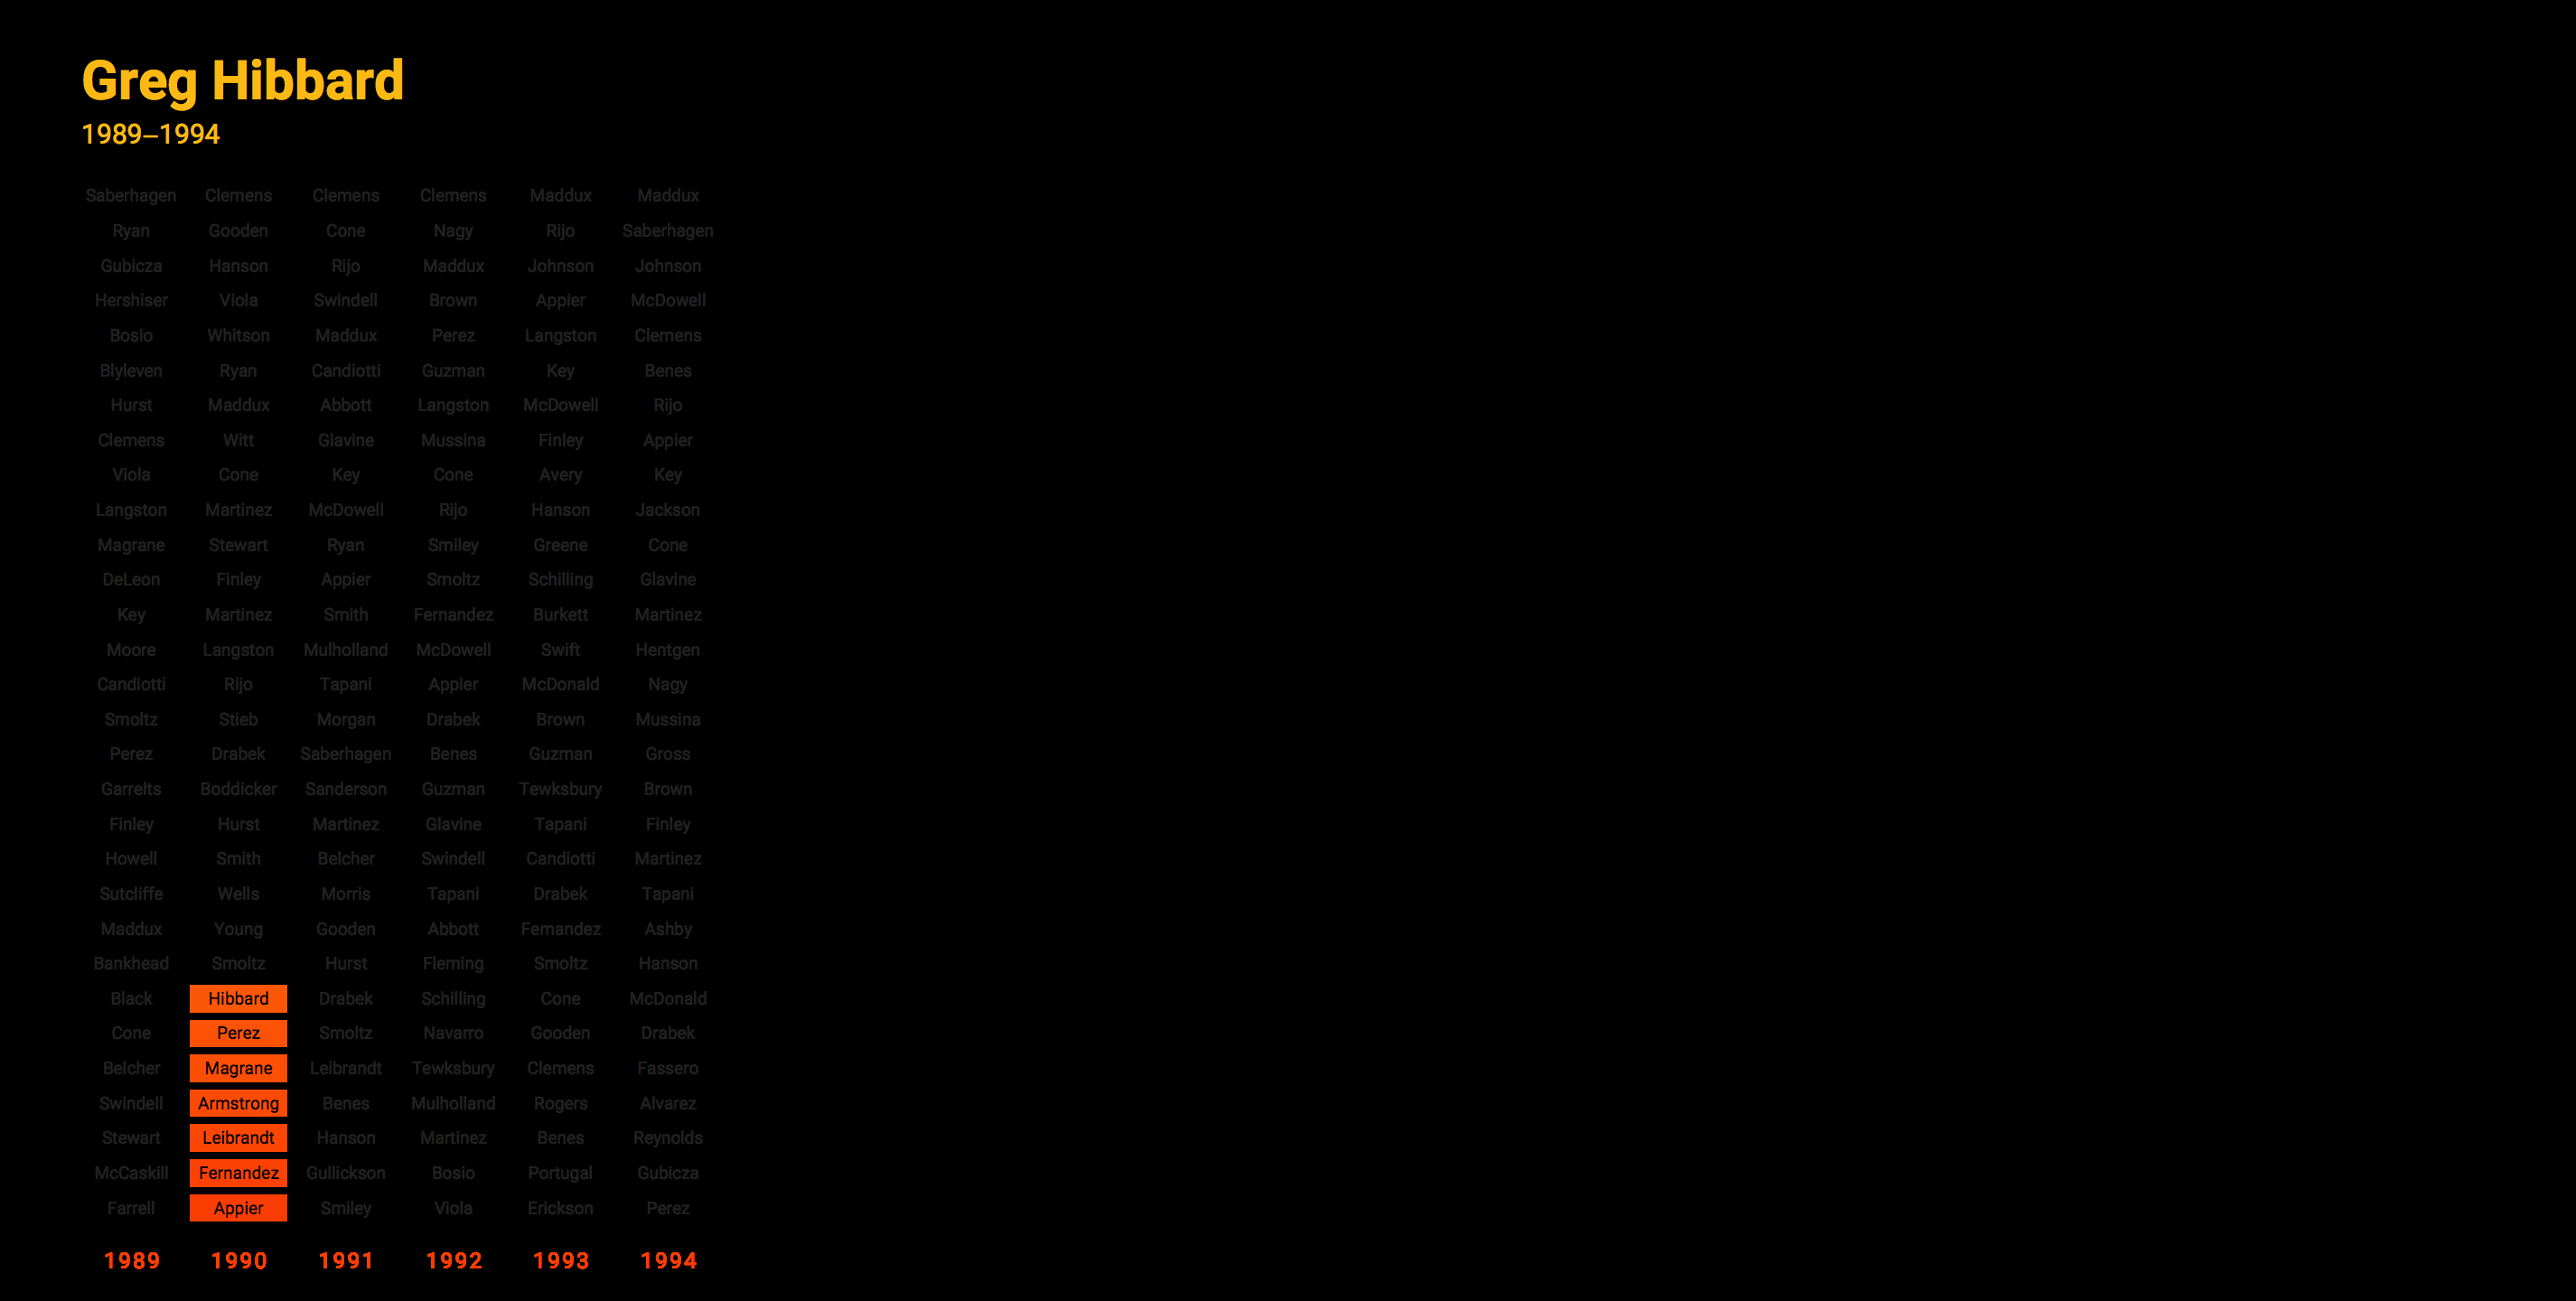 Greg Hibbard
1989–1994
Saberhagen Clemens Clemens Clemens Maddux Maddux
Ryan Gooden Cone Nagy Rijo Saberhagen
Gubicza Hanson Rijo Maddux Johnson Johnson
Hershiser Viola Swindell Brown Appier McDowell
Bosio Whitson Maddux Perez Langston Clemens
Blyleven Ryan Candiotti Guzman Key Benes
Hurst Maddux Abbott Langston McDowell Rijo
Clemens Witt Glavine Mussina Finley Appier
Viola Cone Key Cone Avery Key
Langston Martinez McDowell Rijo Hanson Jackson
Magrane Stewart Ryan Smiley Greene Cone
DeLeon Finley Appier Smoltz Schilling Glavine
Key Martinez Smith Fernandez Burkett Martinez
Moore Langston Mulholland McDowell Swift Hentgen
Candiotti Rijo Tapani Appier McDonald Nagy
Smoltz Stieb Morgan Drabek Brown Mussina
Perez Drabek Saberhagen Benes Guzman Gross
Garrelts Boddicker Sanderson Guzman Tewksbury Brown
Finley Hurst Martinez Glavine Tapani Finley
Howell Smith Belcher Swindell Candiotti Martinez
Sutcliffe Wells Morris Tapani Drabek Tapani
Maddux Young Gooden Abbott Fernandez Ashby
Bankhead Smoltz Hurst Fleming Smoltz Hanson
Black Hibbard Drabek Schilling Cone McDonald
Cone Perez Smoltz Navarro Gooden Drabek
Belcher Magrane Leibrandt Tewksbury Clemens Fassero
Swindell Armstrong Benes Mulholland Rogers Alvarez
Stewart Leibrandt Hanson Martinez Benes Reynolds
McCaskill Fernandez Gullickson Bosio Portugal Gubicza
Farrell Appier Smiley Viola Erickson Perez
1989 1990 1991 1992 1993 1994